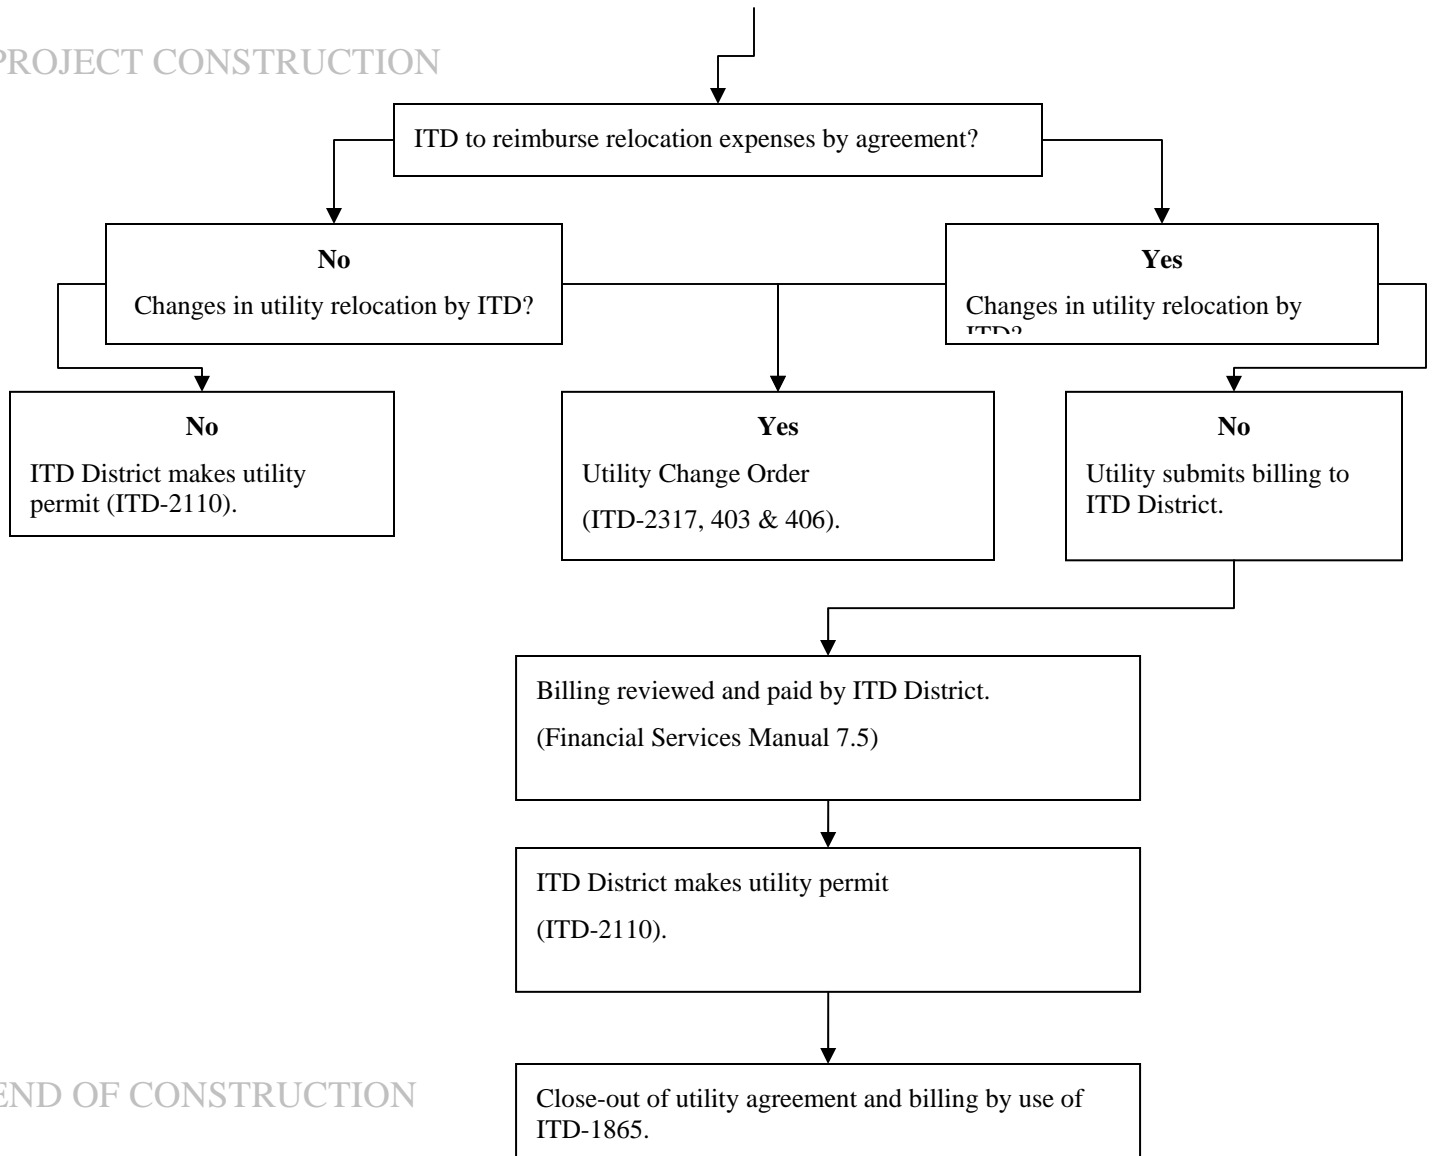 PROJECT CONSTRUCTION
ITD to reimburse relocation expenses by agreement?
No
Changes in utility relocation by ITD?
Yes
Changes in utility relocation by
ITD?
No
ITD District makes utility
permit (ITD-2110).
Yes
Utility Change Order
(ITD-2317, 403 & 406).
No
Utility submits billing to
ITD District.
Billing reviewed and paid by ITD District.
(Financial Services Manual 7.5)
ITD District makes utility permit
(ITD-2110).
END OF CONSTRUCTION
Close-out of utility agreement and billing by use of
ITD-1865.